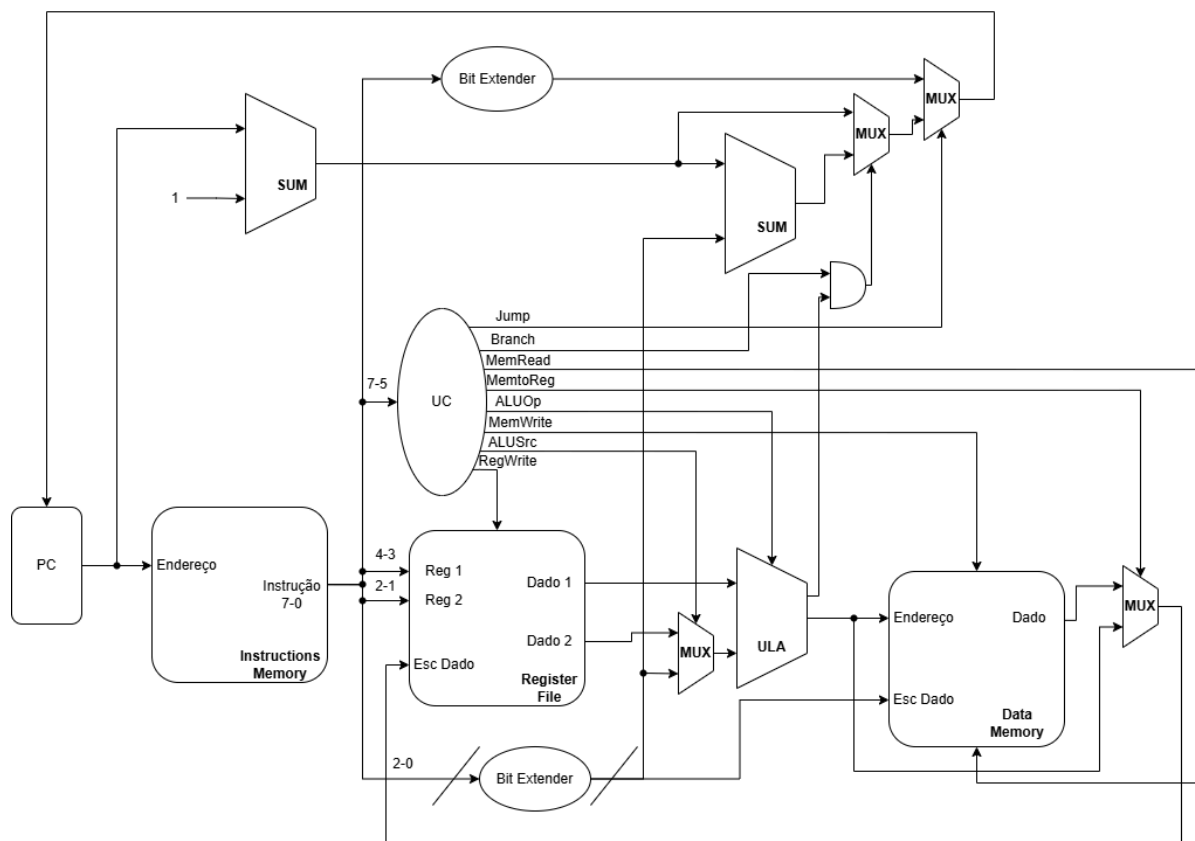 Bit Extender
MUX
MUX
SUM
1
SUM
Jump
Branch
MemRead
MemtoReg
ALUOp
MemWrite
ALUSrc
RegWrite
7-5
UC
PC
Endereço
Instrução
7-0
Instructions
Memory
4-3
2-1
Reg 1
Reg 2
Esc Dado
Dado 1
Dado 2
Register
File
MUX
ULA
Endereço
Dado
Esc Dado
Data
Memory
MUX
2-0
Bit Extender